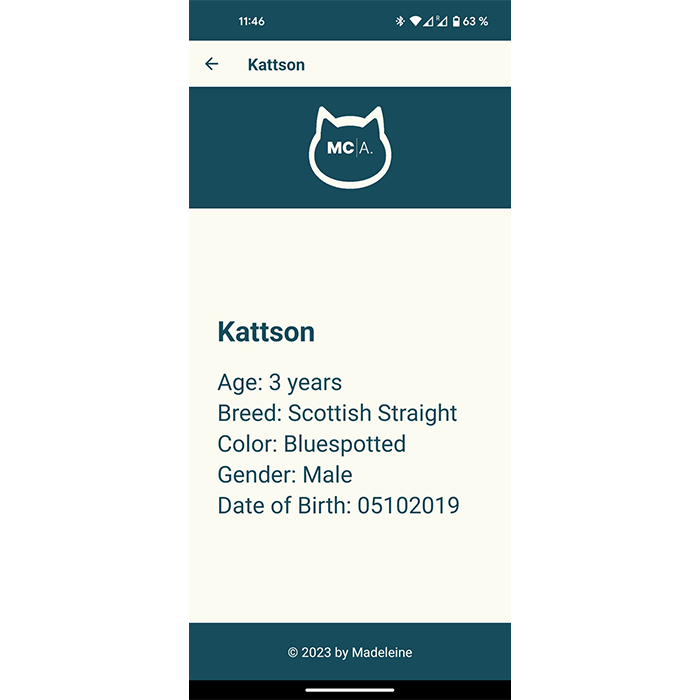 11:46 63 %
Kattson
MC|A.
Kattson
Age: 3 years
Breed: Scottish Straight
Color: Bluespotted
Gender: Male
Date of Birth: 05102019
© 2023 by Madeleine